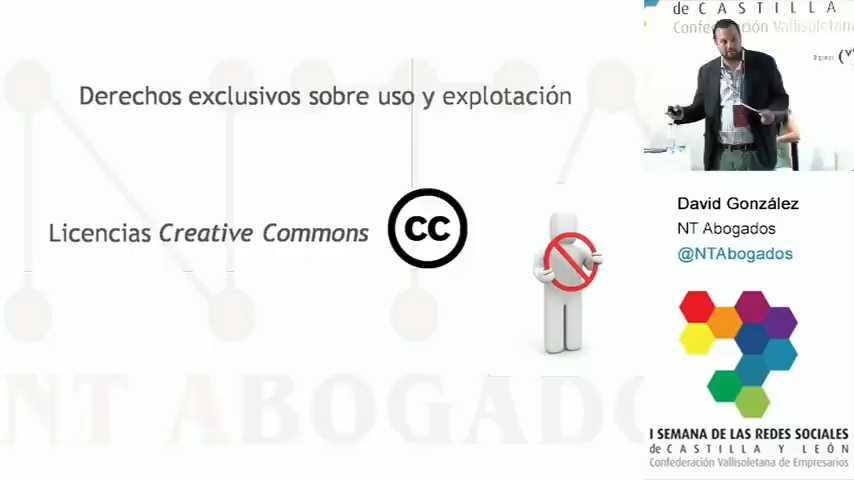 Derechos exclusivos sobre uso y explotación
Licencias Creative Commons
CC
NT ABOGADO
de CASTILLA
Confederación Vallisoletana
David González
NT Abogados
@NTAbogados
I SEMANA DE LAS REDES SOCIALES
de CASTILLA Y LEÓN
Confederación Vallisoletana de Empresarios